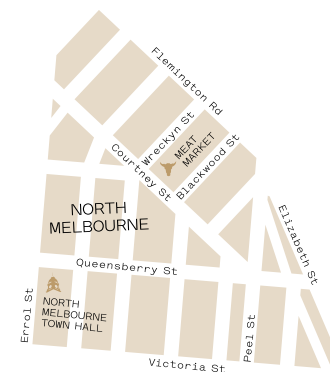 Flemington Rd
Wreckyn St
MEAT
MARKET
Courtney St
Blackwood St
NORTH
MELBOURNE
Elizabeth St
Queensberry St
Errol St
NORTH
MELBOURNE
TOWN HALL
Peel St
Victoria St